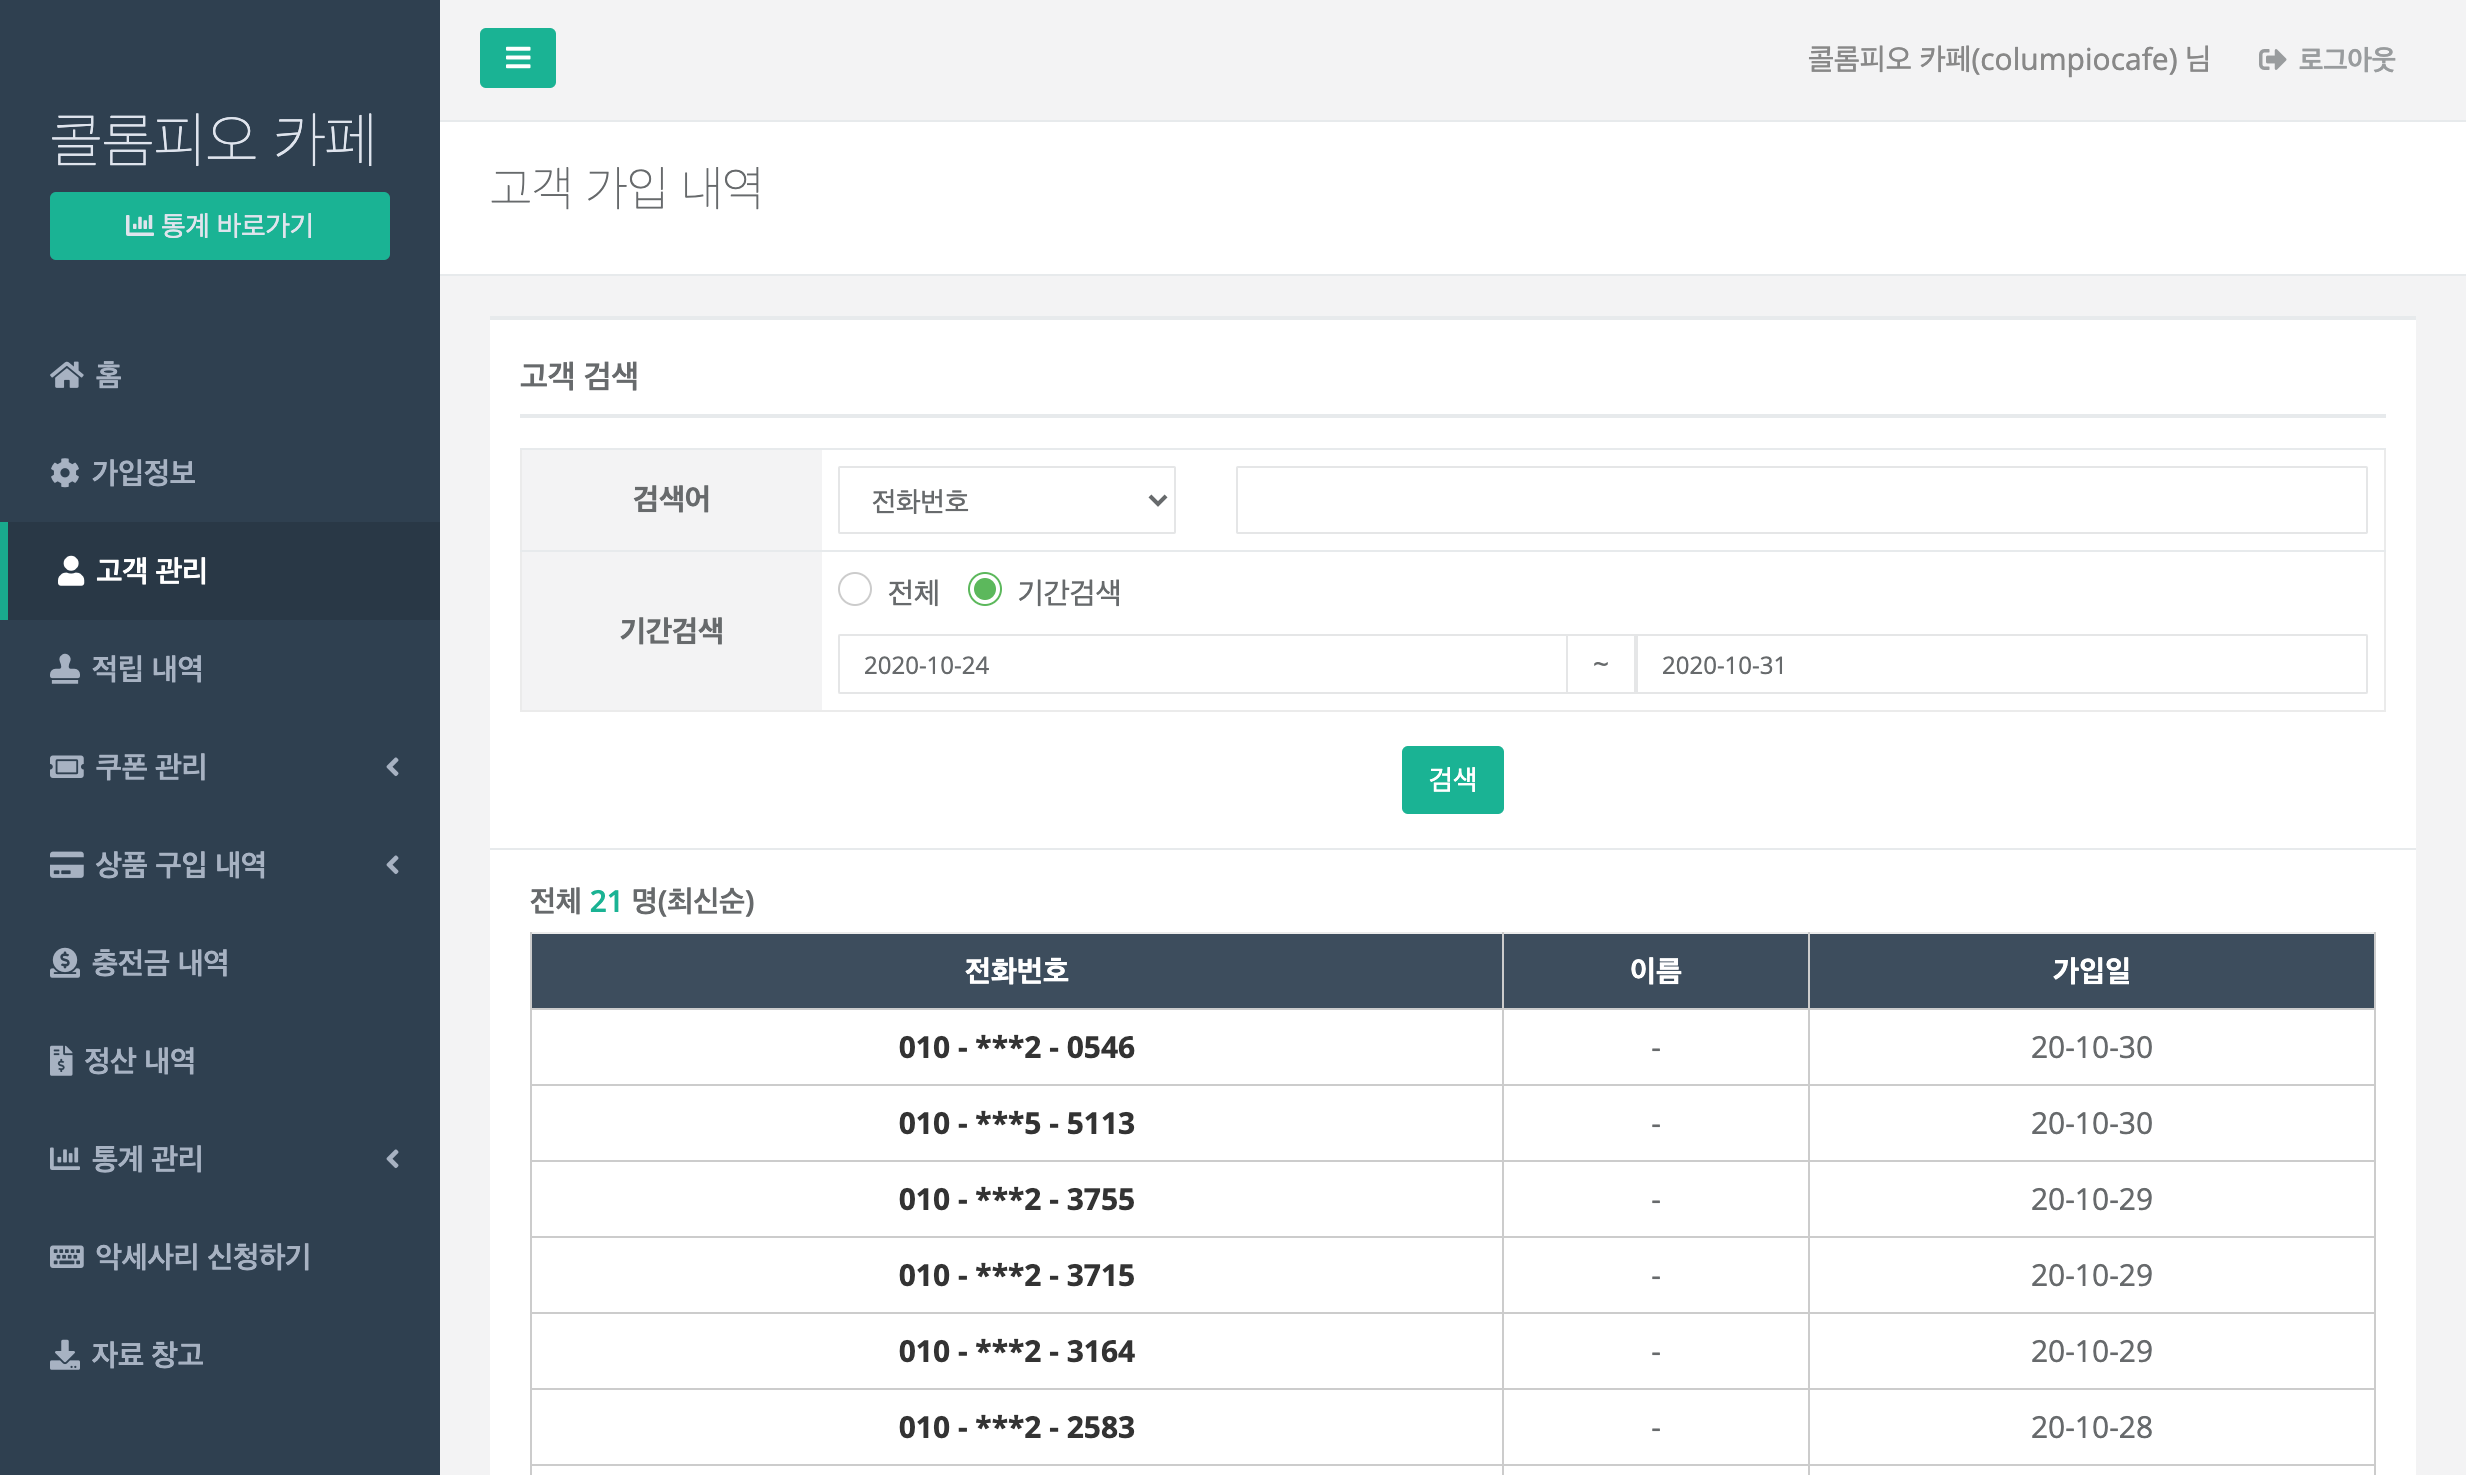 콜롬피오 카페(columpiocafe) 님 로그아웃
콜롬피오 카페
통계 바로가기
홈
가입정보
고객 관리
적립 내역
쿠폰 관리
상품 구입 내역
충전금 내역
정산 내역
통계 관리
악세사리 신청하기
자료 창고
고객 가입 내역
고객 검색
검색어 전화번호
기간검색 전체 기간검색
2020-10-24 ~ 2020-10-31
검색
전체 21 명(최신순)
전화번호 이름 가입일
010 - ***2 - 0546 - 20-10-30
010 - ***5 - 5113 - 20-10-30
010 - ***2 - 3755 - 20-10-29
010 - ***2 - 3715 - 20-10-29
010 - ***2 - 3164 - 20-10-29
010 - ***2 - 2583 - 20-10-28